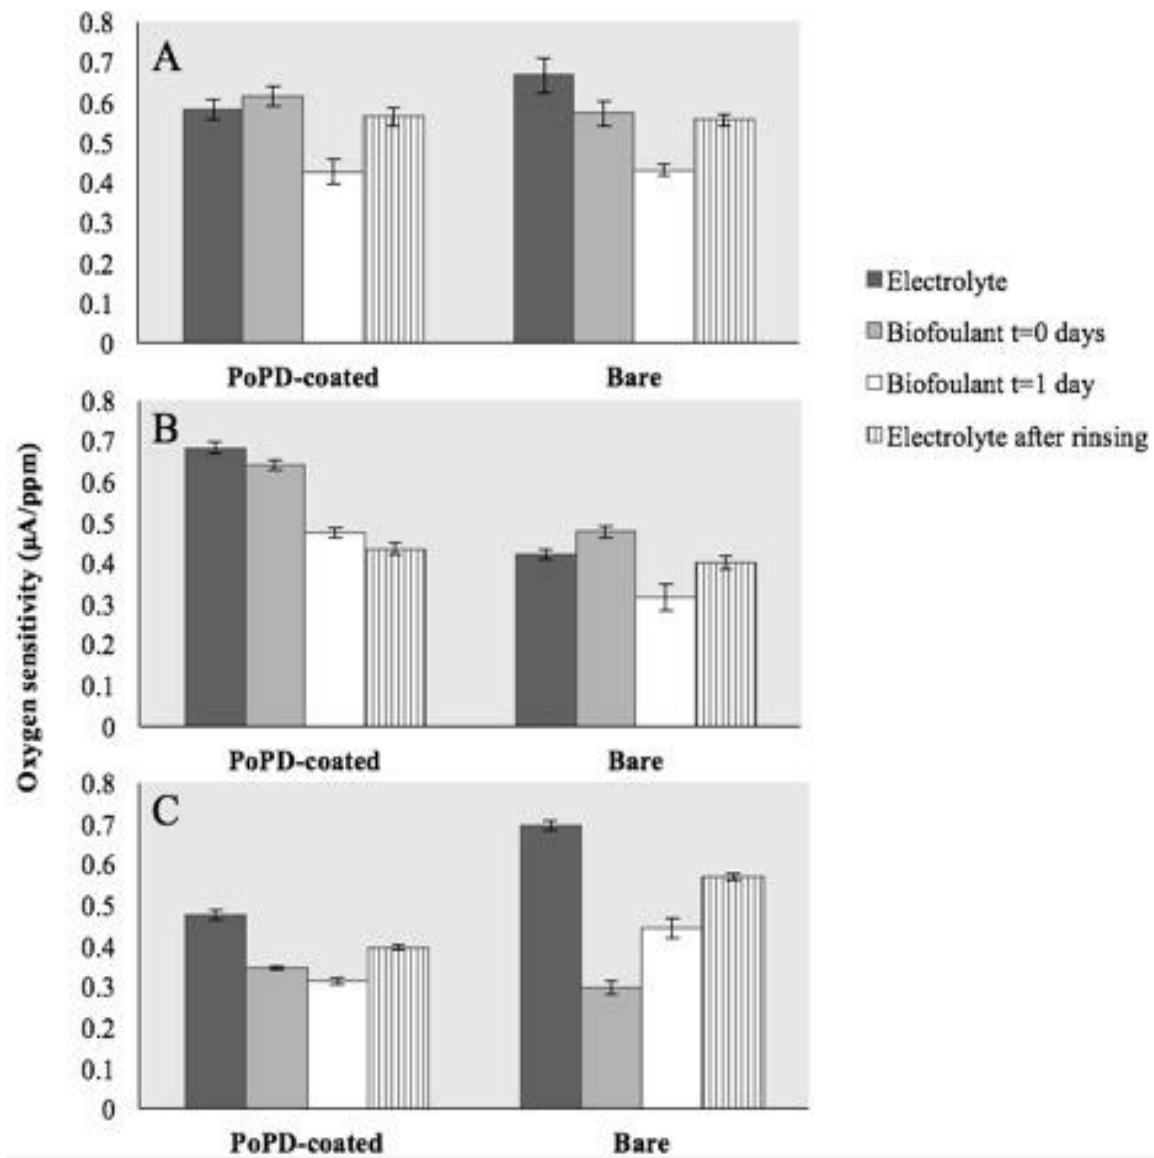 0.8
0.7
0.6
0.5
0.4
0.3
0.2
0.1
0
A
PoPD-coated Bare
0.8
0.7
0.6
0.5
0.4
0.3
0.2
0.1
0
B
PoPD-coated Bare
0.8
0.7
0.6
0.5
0.4
0.3
0.2
0.1
0
C
PoPD-coated Bare
Oxygen sensitivity (µA/ppm)
Electrolyte
Biofoulant t=0 days
Biofoulant t=1 day
Electrolyte after rinsing